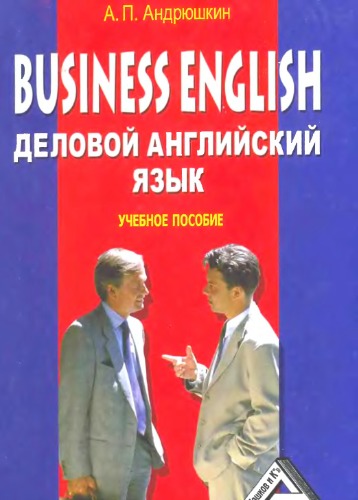 А. П. Андрюшкин
BUSINESS ENGLISH
ДЕЛОВОЙ АНГЛИЙСКИЙ
ЯЗЫК
УЧЕБНОЕ ПОСОБИЕ